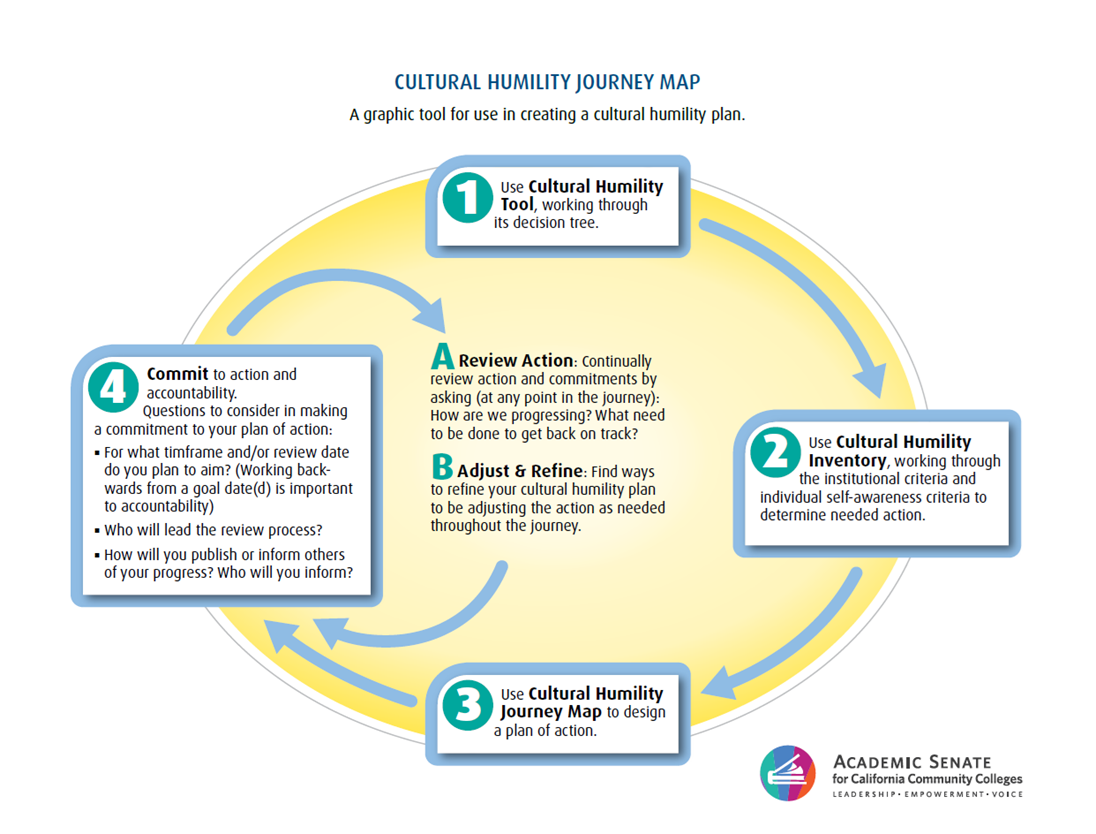 CULTURAL HUMILITY JOURNEY MAP
A graphic tool for use in creating a cultural humility plan.
1 Use Cultural Humility
Tool, working through
its decision tree.
2 Use Cultural Humility
Inventory, working through
the institutional criteria and
individual self-awareness criteria to
determine needed action.
3 Use Cultural Humility
Journey Map to design
a plan of action.
4 Commit to action and
accountability.
Questions to consider in making
a commitment to your plan of action:
▪ For what timframe and/or review date
do you plan to aim? (Working back-
wards from a goal date(d) is important
to accountability)
▪ Who will lead the review process?
▪ How will you publish or inform others
of your progress? Who will you inform?
A Review Action: Continually
review action and commitments by
asking (at any point in the journey):
How are we progressing? What need
to be done to get back on track?
B Adjust & Refine: Find ways
to refine your cultural humility plan
to be adjusting the action as needed
throughout the journey.
ACADEMIC SENATE
for California Community Colleges
LEADERSHIP • EMPOWERMENT • VOICE